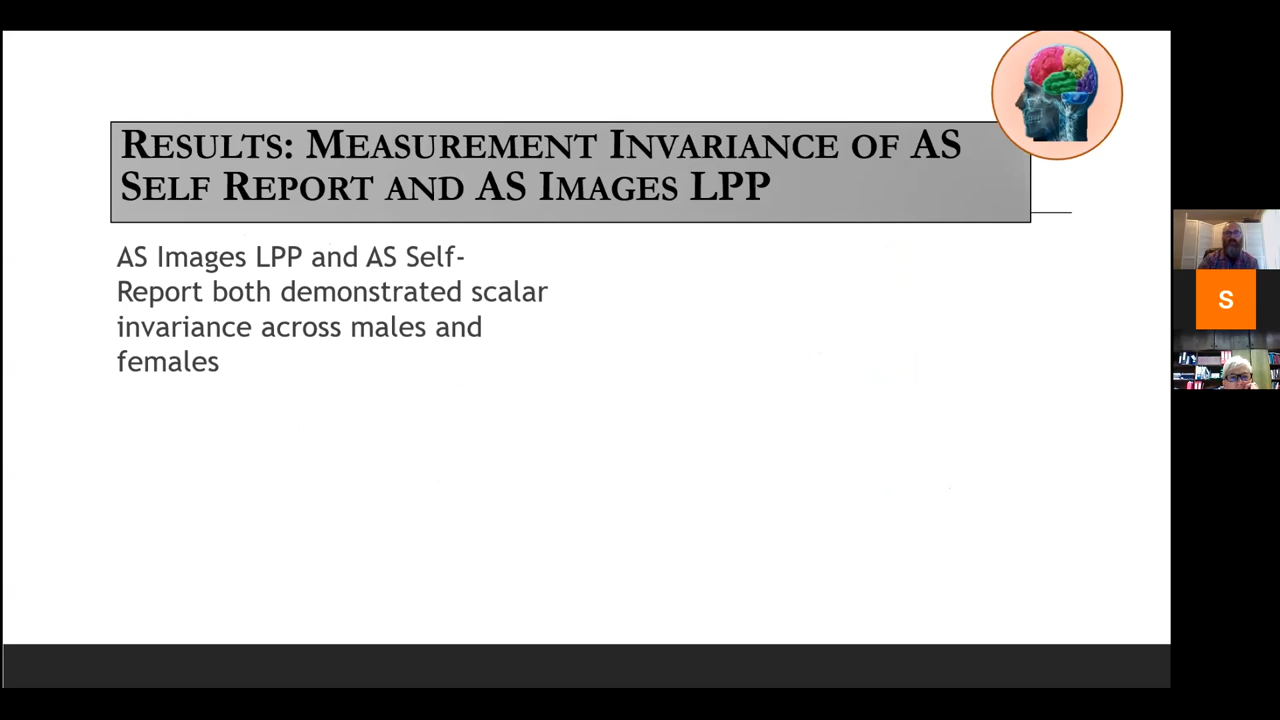 RESULTS: MEASUREMENT INVARIANCE OF AS
SELF REPORT AND AS IMAGES LPP
AS Images LPP and AS Self-
Report both demonstrated scalar
invariance across males and
females
S